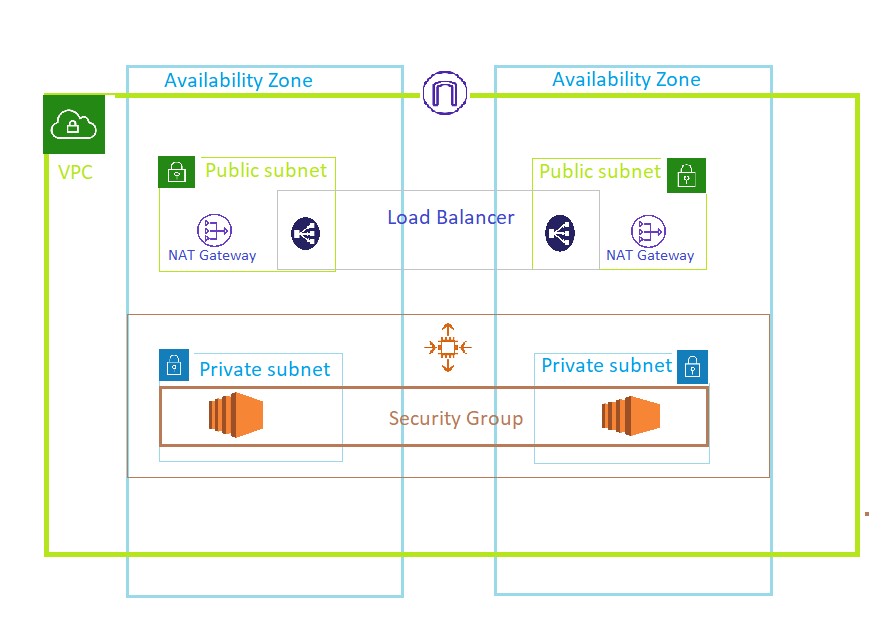 Availability Zone
Availability Zone
VPC
Public subnet
Public subnet
Load Balancer
NAT Gateway
NAT Gateway
Private subnet
Private subnet
Security Group